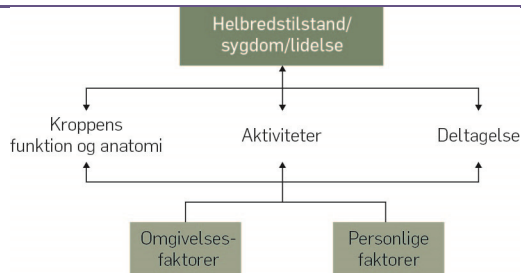 Helbredstilstand/
sygdom/lidelse
Kroppens
funktion og anatomi
Aktiviteter
Deltagelse
Omgivelses-
faktorer
Personlige
faktorer